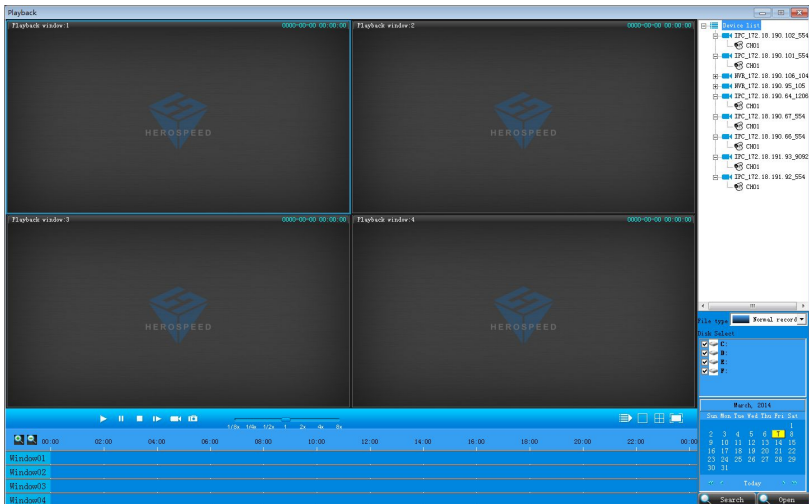 Playback
Playback window:1
0000-00-00 00:00:00
Playback window:2
0000-00-00 00:00:00
HEROSPEED
HEROSPEED
Playback window:3
0000-00-00 00:00:00
Playback window:4
0000-00-00 00:00:00
HEROSPEED
HEROSPEED
1/8x 1/4x 1/2x 1 2x 4x 8x
00:00 02:00 04:00 06:00 08:00 10:00 12:00 14:00 16:00 18:00 20:00 22:00 00:00
Window01
Window02
Window03
Window04
Device List
IPC_172.18.190.102_554
CH01
IPC_172.18.190.101_554
CH01
NVR_172.18.190.106_104
NVR_172.18.190.95_105
IPC_172.18.190.64_1206
CH01
IPC_172.18.190.67_554
CH01
IPC_172.18.190.66_554
CH01
IPC_172.18.191.93_9092
CH01
IPC_172.18.191.92_554
CH01
File type Normal record
Disk Select
C:
D:
E:
F:
March, 2014
Sun Mon Tue Wed Thu Fri Sat
1
2 3 4 5 6 7 8
9 10 11 12 13 14 15
16 17 18 19 20 21 22
23 24 25 26 27 28 29
30 31
Today
Search Open